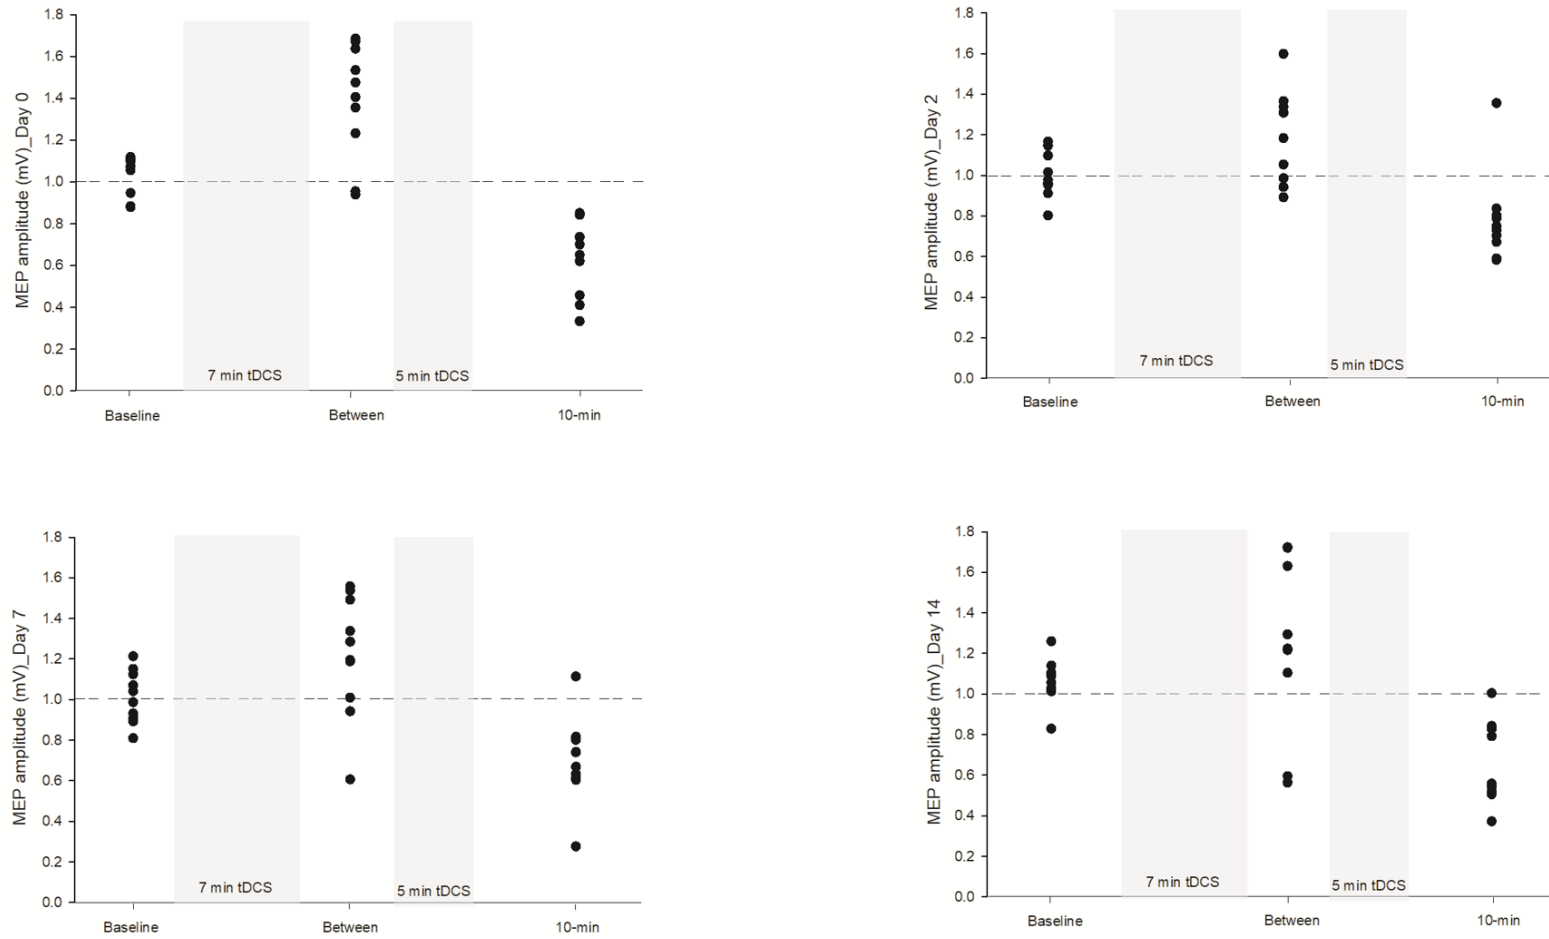 MEP amplitude (mV)_Day 0
1.8
1.6
1.4
1.2
1.0
0.8
0.6
0.4
0.2
0.0
7 min tDCS
5 min tDCS
Baseline
Between
10-min
MEP amplitude (mV)_Day 2
1.8
1.6
1.4
1.2
1.0
0.8
0.6
0.4
0.2
0.0
7 min tDCS
5 min tDCS
Baseline
Between
10-min
MEP amplitude (mV)_Day 7
1.8
1.6
1.4
1.2
1.0
0.8
0.6
0.4
0.2
0.0
7 min tDCS
5 min tDCS
Baseline
Between
10-min
MEP amplitude (mV)_Day 14
1.8
1.6
1.4
1.2
1.0
0.8
0.6
0.4
0.2
0.0
7 min tDCS
5 min tDCS
Baseline
Between
10-min